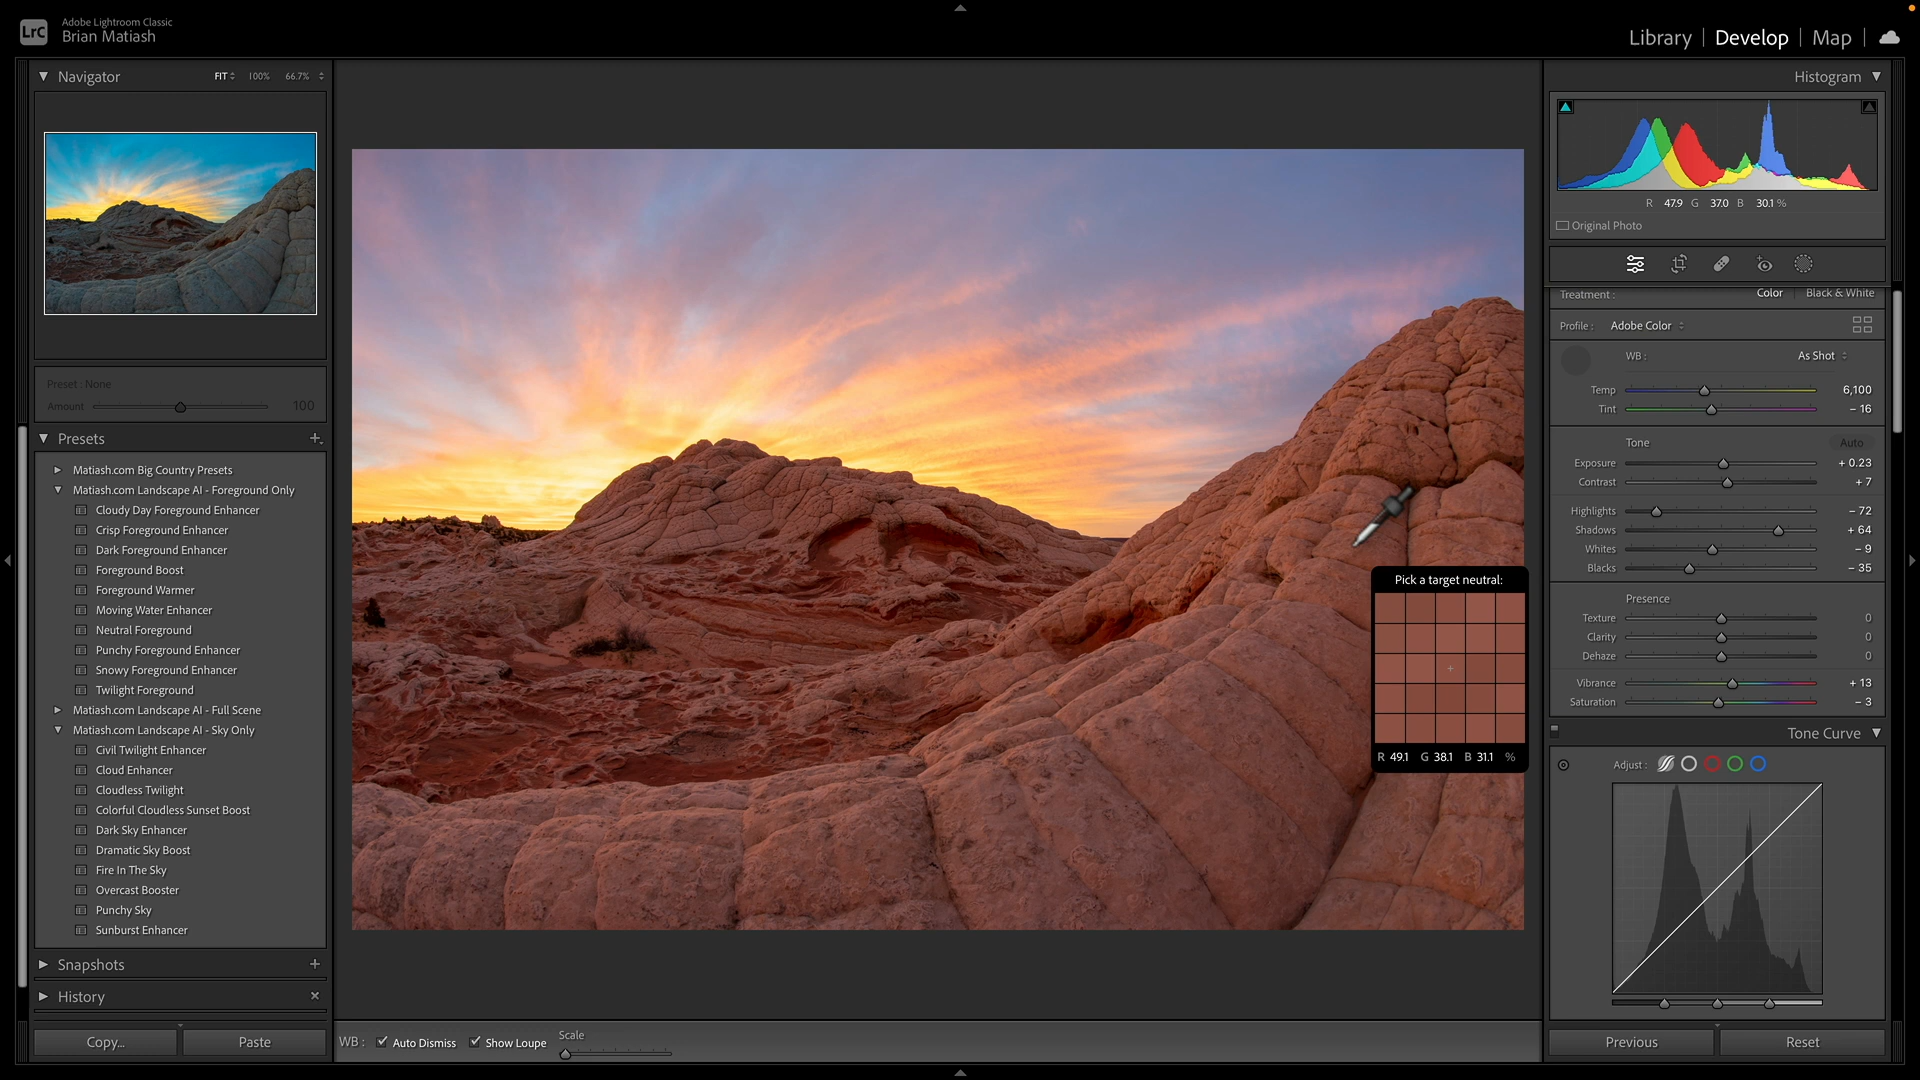 LrC
Adobe Lightroom Classic
Brian Matiash
Library | Develop | Map
Navigator FIT 100% 66.7%
Preset : None
Amount 100
Presets
Matiash.com Big Country Presets
Matiash.com Landscape AI - Foreground Only
Cloudy Day Foreground Enhancer
Crisp Foreground Enhancer
Dark Foreground Enhancer
Foreground Boost
Foreground Warmer
Moving Water Enhancer
Neutral Foreground
Punchy Foreground Enhancer
Snowy Foreground Enhancer
Twilight Foreground
Matiash.com Landscape AI - Full Scene
Matiash.com Landscape AI - Sky Only
Civil Twilight Enhancer
Cloud Enhancer
Cloudless Twilight
Colorful Cloudless Sunset Boost
Dark Sky Enhancer
Dramatic Sky Boost
Fire In The Sky
Overcast Booster
Punchy Sky
Sunburst Enhancer
Snapshots
History
Copy... Paste
Pick a target neutral:
R 49.1 G 38.1 B 31.1 %
WB : Auto Dismiss Show Loupe Scale
Histogram
R 47.9 G 37.0 B 30.1 %
Original Photo
Treatment : Color | Black & White
Profile : Adobe Color
WB : As Shot
Temp 6,100
Tint – 16
Tone Auto
Exposure + 0.23
Contrast + 7
Highlights – 72
Shadows + 64
Whites – 9
Blacks – 35
Presence
Texture 0
Clarity 0
Dehaze 0
Vibrance + 13
Saturation – 3
Tone Curve
Adjust :
Previous Reset